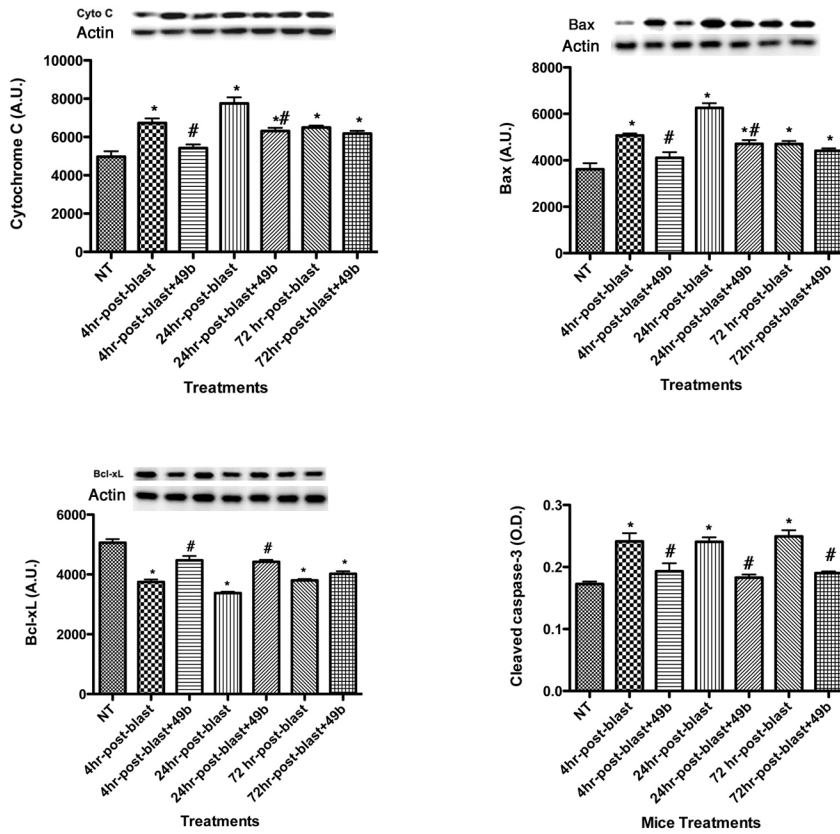 Cyto C
Actin
Cytochrome C (A.U.)
10000
8000
6000
4000
2000
0
*
#
*
*#
*
*
NT
4hr-post-blast
4hr-post-blast+49b
24hr-post-blast
24hr-post-blast+49b
72 hr-post-blast
72hr-post-blast+49b
Treatments
Bax
Actin
Bax (A.U.)
8000
6000
4000
2000
0
*
#
*
*#
*
*
NT
4hr-post-blast
4hr-post-blast+49b
24hr-post-blast
24hr-post-blast+49b
72 hr-post-blast
72hr-post-blast+49b
Treatments
Bcl-xL
Actin
Bcl-xL (A.U.)
6000
4000
2000
0
*
#
*
#
*
*
NT
4hr-post-blast
4hr-post-blast+49b
24hr-post-blast
24hr-post-blast+49b
72 hr-post-blast
72hr-post-blast+49b
Treatments
Cleaved caspase-3 (O.D.)
0.3
0.2
0.1
0.0
*
#
*
#
*
#
NT
4hr-post-blast
4hr-post-blast+49b
24hr-post-blast
24hr-post-blast+49b
72 hr-post-blast
72hr-post-blast+49b
Mice Treatments